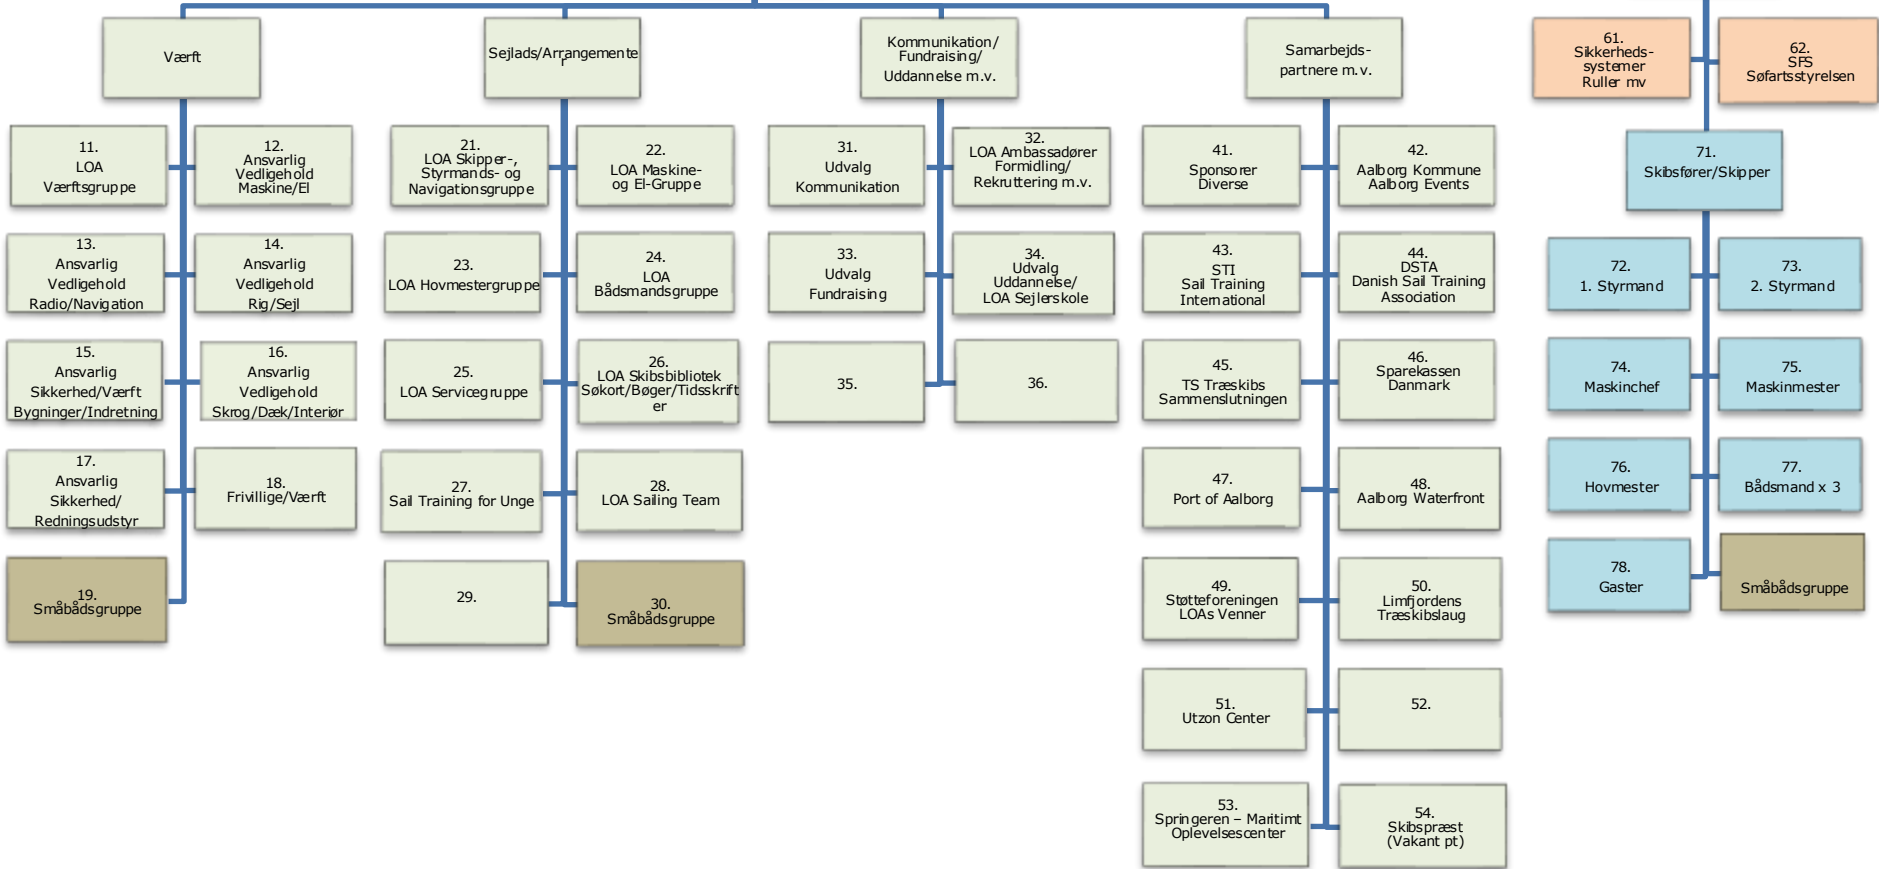 Værft
Sejlads/Arrangemente
r
Kommunikation/
Fundraising/
Uddannelse m.v.
Samarbejds-
partnere m.v.
61.
Sikkerheds-
systemer
Ruller mv
62.
SFS
Søfartsstyrelsen
11.
LOA
Værftsgruppe
12.
Ansvarlig
Vedligehold
Maskine/El
13.
Ansvarlig
Vedligehold
Radio/Navigation
14.
Ansvarlig
Vedligehold
Rig/Sejl
15.
Ansvarlig
Sikkerhed/Værft
Bygninger/Indretning
16.
Ansvarlig
Vedligehold
Skrog/Dæk/Interiør
17.
Ansvarlig
Sikkerhed/
Redningsudstyr
18.
Frivillige/Værft
19.
Småbådsgruppe
21.
LOA Skipper-,
Styrmands- og
Navigationsgruppe
22.
LOA Maskine-
og El-Gruppe
23.
LOA Hovmestergruppe
24.
LOA
Bådsmandsgruppe
25.
LOA Servicegruppe
26.
LOA Skibsbibliotek
Søkort/Bøger/Tidsskrift
er
27.
Sail Training for Unge
28.
LOA Sailing Team
29.
30.
Småbådsgruppe
31.
Udvalg
Kommunikation
32.
LOA Ambassadører
Formidling/
Rekruttering m.v.
33.
Udvalg
Fundraising
34.
Udvalg
Uddannelse/
LOA Sejlerskole
35.
36.
41.
Sponsorer
Diverse
42.
Aalborg Kommune
Aalborg Events
43.
STI
Sail Training
International
44.
DSTA
Danish Sail Training
Association
45.
TS Træskibs
Sammenslutningen
46.
Sparekassen
Danmark
47.
Port of Aalborg
48.
Aalborg Waterfront
49.
Støtteforeningen
LOAs Venner
50.
Limfjordens
Træskibslaug
51.
Utzon Center
52.
53.
Springeren – Maritimt
Oplevelsescenter
54.
Skibspræst
(Vakant pt)
71.
Skibsfører/Skipper
72.
1. Styrmand
73.
2. Styrmand
74.
Maskinchef
75.
Maskinmester
76.
Hovmester
77.
Bådsmand x 3
78.
Gaster
Småbådsgruppe